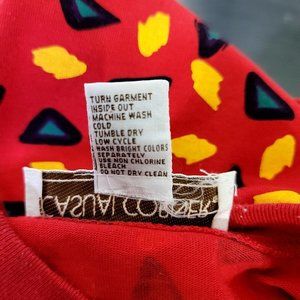 TURN GARMENT
INSIDE OUT
MACHINE WASH
COLD
TUMBLE DRY
LOW CYCLE
WASH BRIGHT COLORS
SEPARATELY
USE NON CHLORINE
BLEACH
DO NOT DRY CLEAN
CASUAL CORNER.